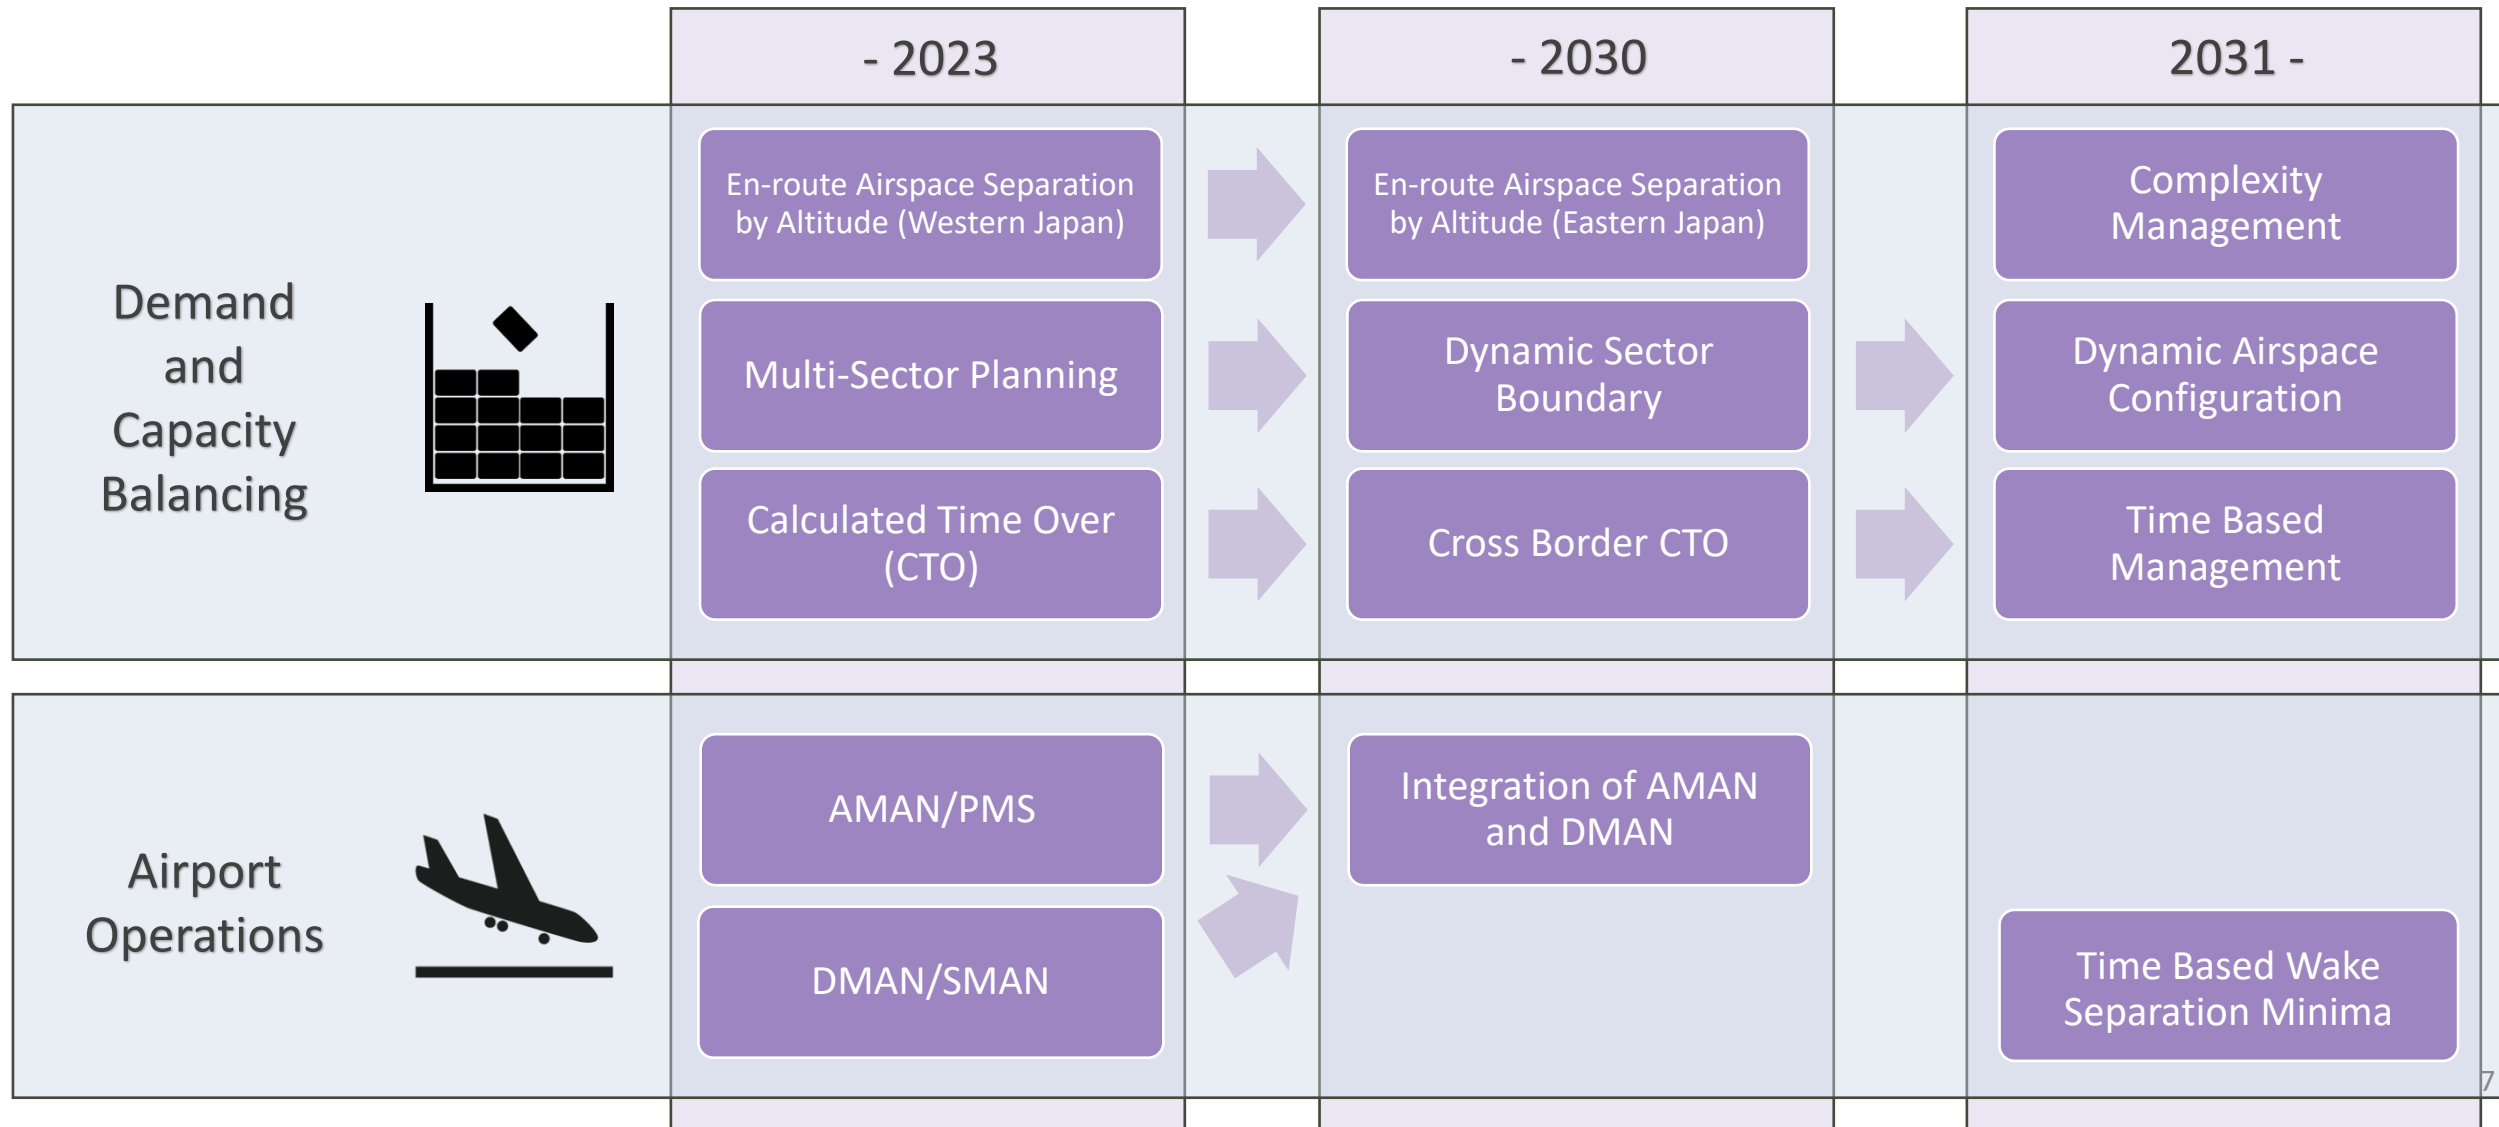 - 2023
- 2030
2031 -
Demand
and
Capacity
Balancing
En-route Airspace Separation
by Altitude (Western Japan)
En-route Airspace Separation
by Altitude (Eastern Japan)
Complexity
Management
Multi-Sector Planning
Dynamic Sector
Boundary
Dynamic Airspace
Configuration
Calculated Time Over
(CTO)
Cross Border CTO
Time Based
Management
Airport
Operations
AMAN/PMS
Integration of AMAN
and DMAN
DMAN/SMAN
Time Based Wake
Separation Minima
7